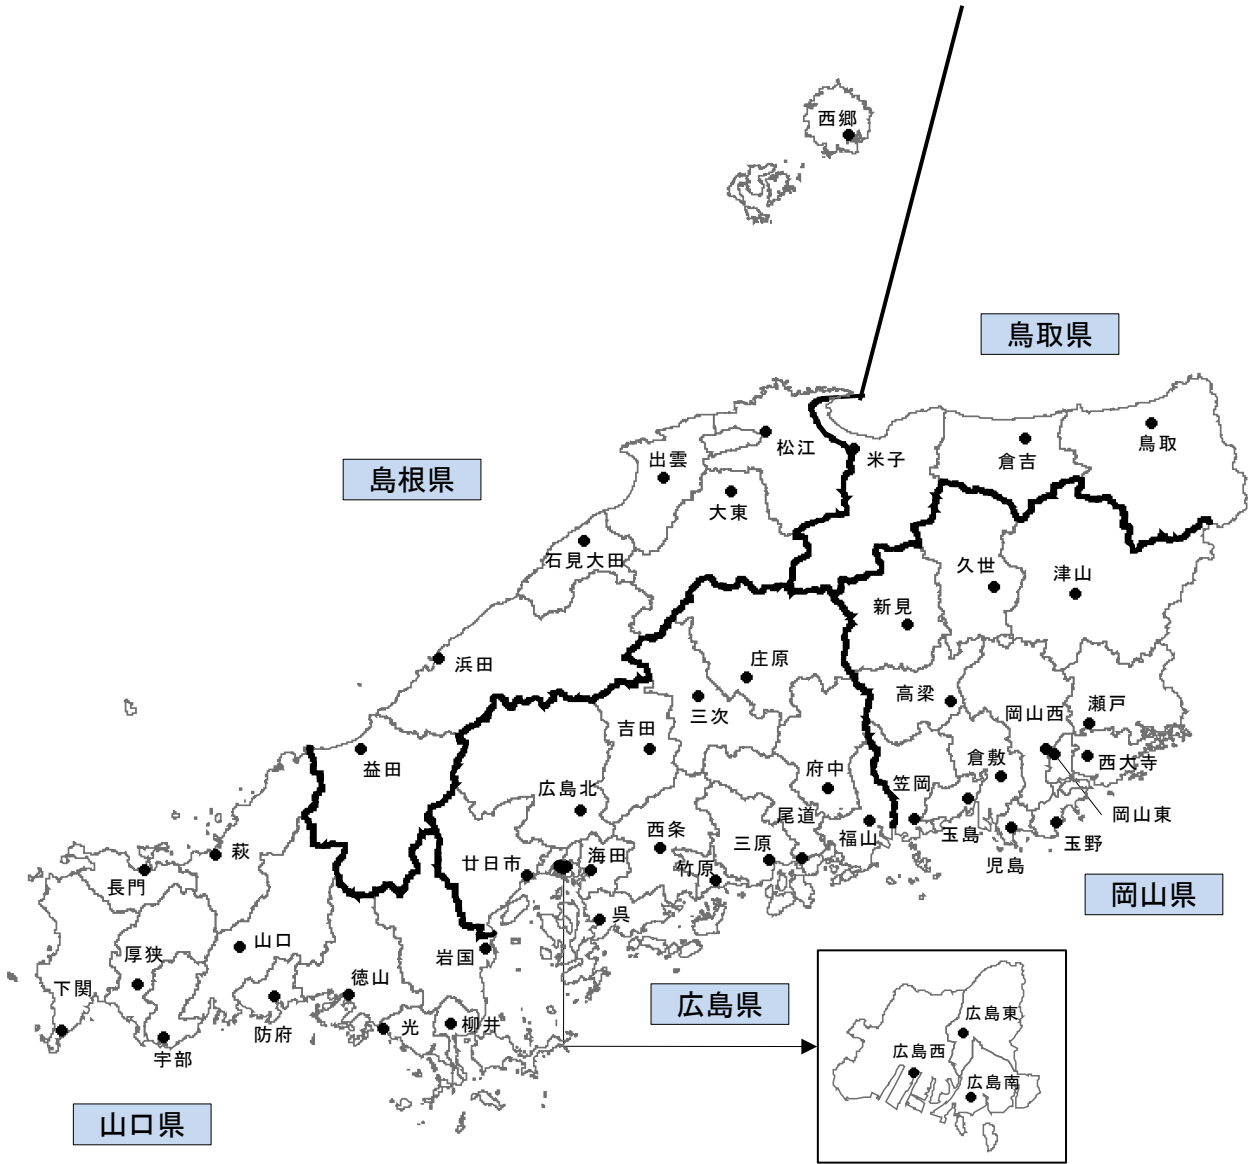 西郷
鳥取県
鳥取
松江
米子
倉吉
島根県
出雲
大東
石見大田
久世
津山
新見
浜田
庄原
高梁
三次
岡山西
瀬戸
吉田
益田
倉敷
西大寺
府中
笠岡
広島北
岡山東
尾道
西条
三原
福山
玉島
玉野
萩
海田
児島
廿日市
竹原
長門
岡山県
呉
山口
厚狭
岩国
徳山
下関
広島県
防府
光
柳井
宇部
広島東
広島西
広島南
山口県